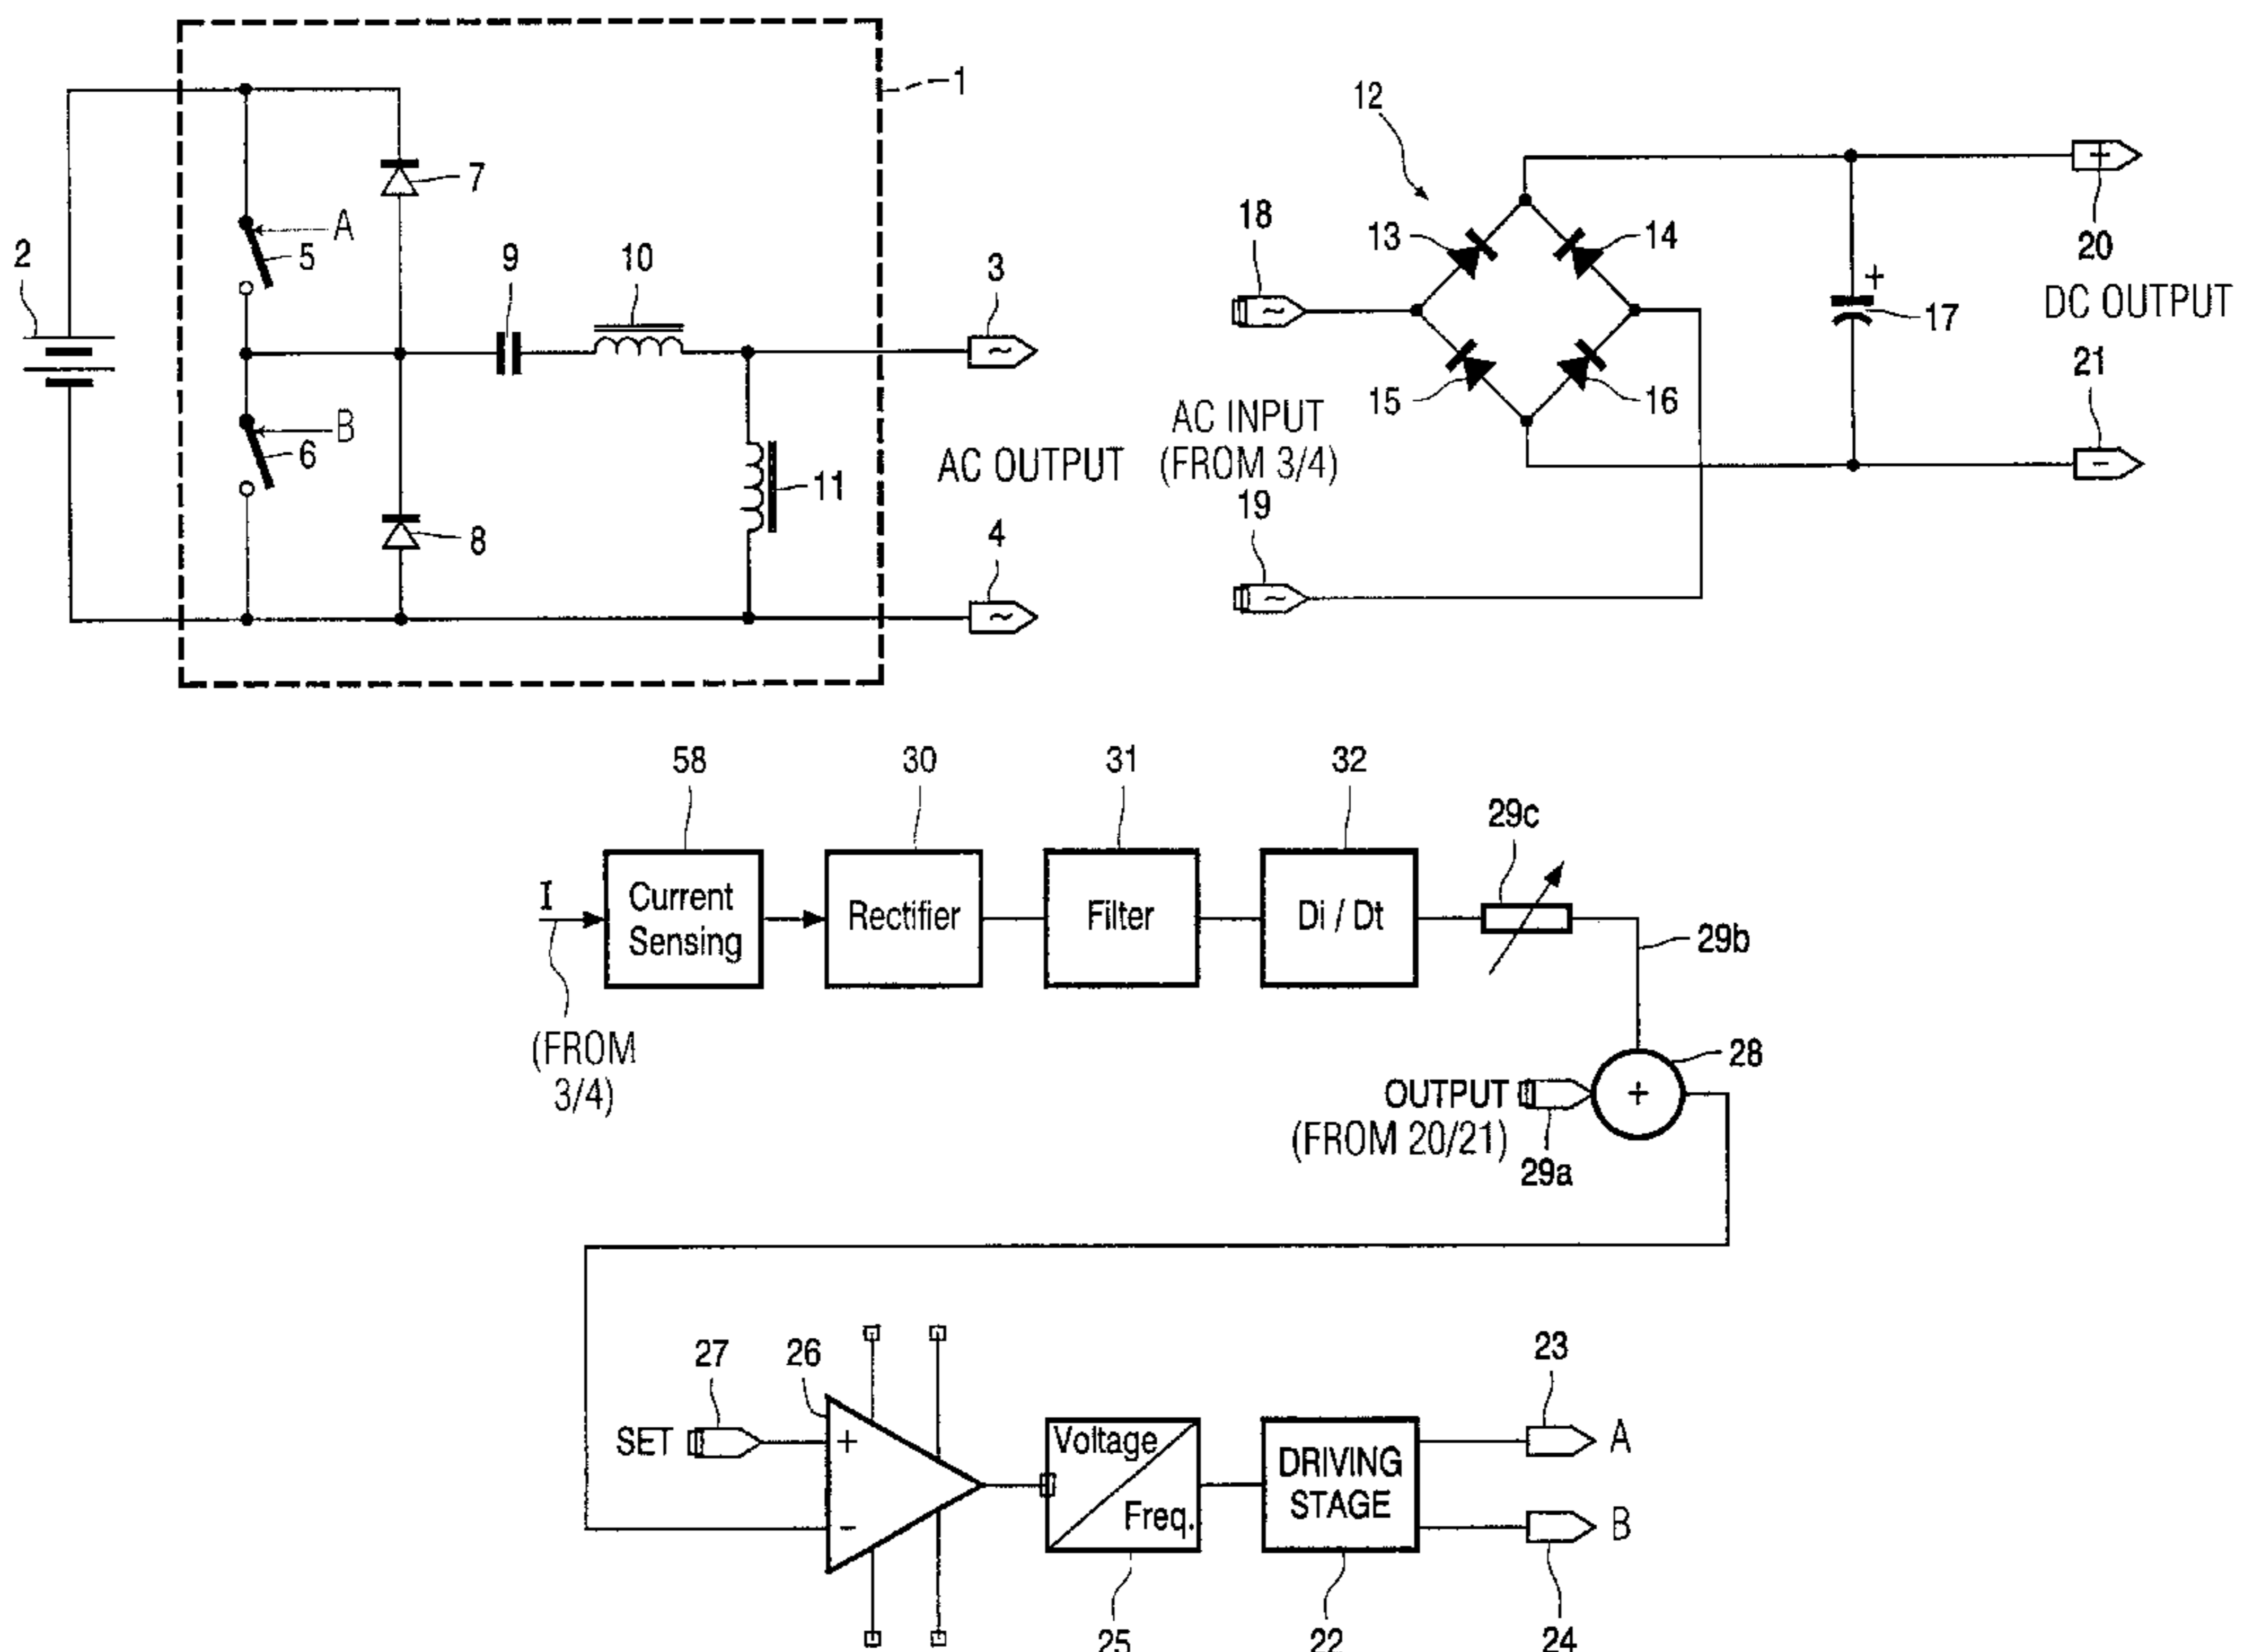 1
2
A
5
7
9
10
3
B
6
8
11
AC OUTPUT
4
12
18
13
14
15
16
AC INPUT
(FROM 3/4)
19
+
17
+
20
DC OUTPUT
21
-
~
~
~
~
58
30
31
32
29c
I
Current
Sensing
Rectifier
Filter
Di / Dt
29b
(FROM
3/4)
28
OUTPUT
+
(FROM 20/21)
29a
27
26
23
SET
+
-
Voltage
Freq.
DRIVING
STAGE
A
B
25
22
24